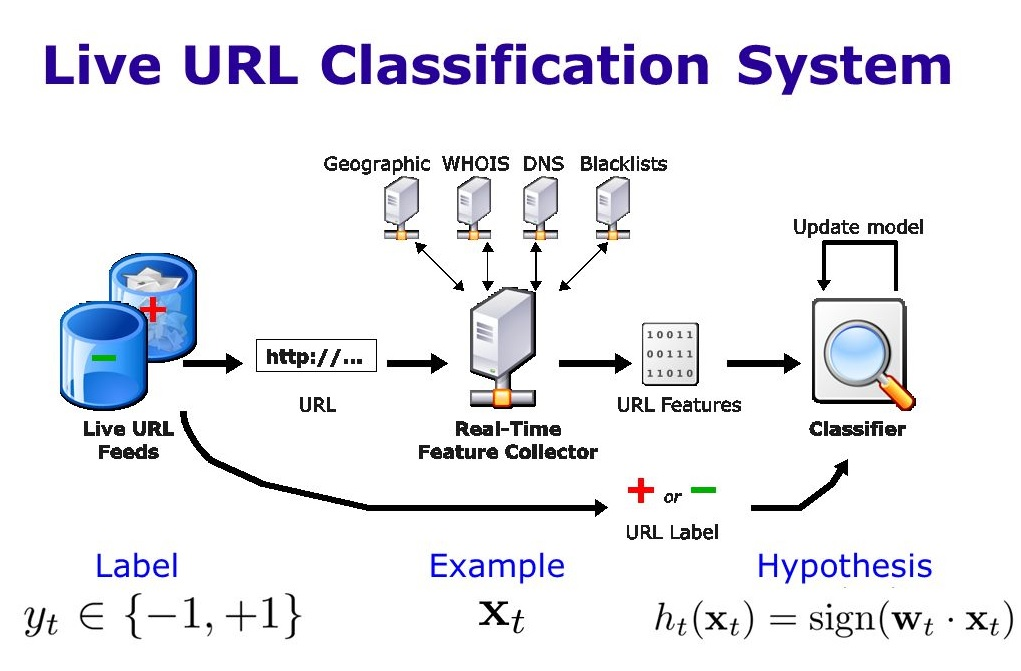 Live URL Classification System
Geographic WHOIS DNS Blacklists
Update model
+
−
http://...
10011
00111
11010
URL
URL Features
Live URL
Feeds
Real-Time
Feature Collector
Classifier
+ or −
URL Label
Label Example Hypothesis
y_t ∈ {−1, +1} x_t h_t(x_t) = sign(w_t · x_t)